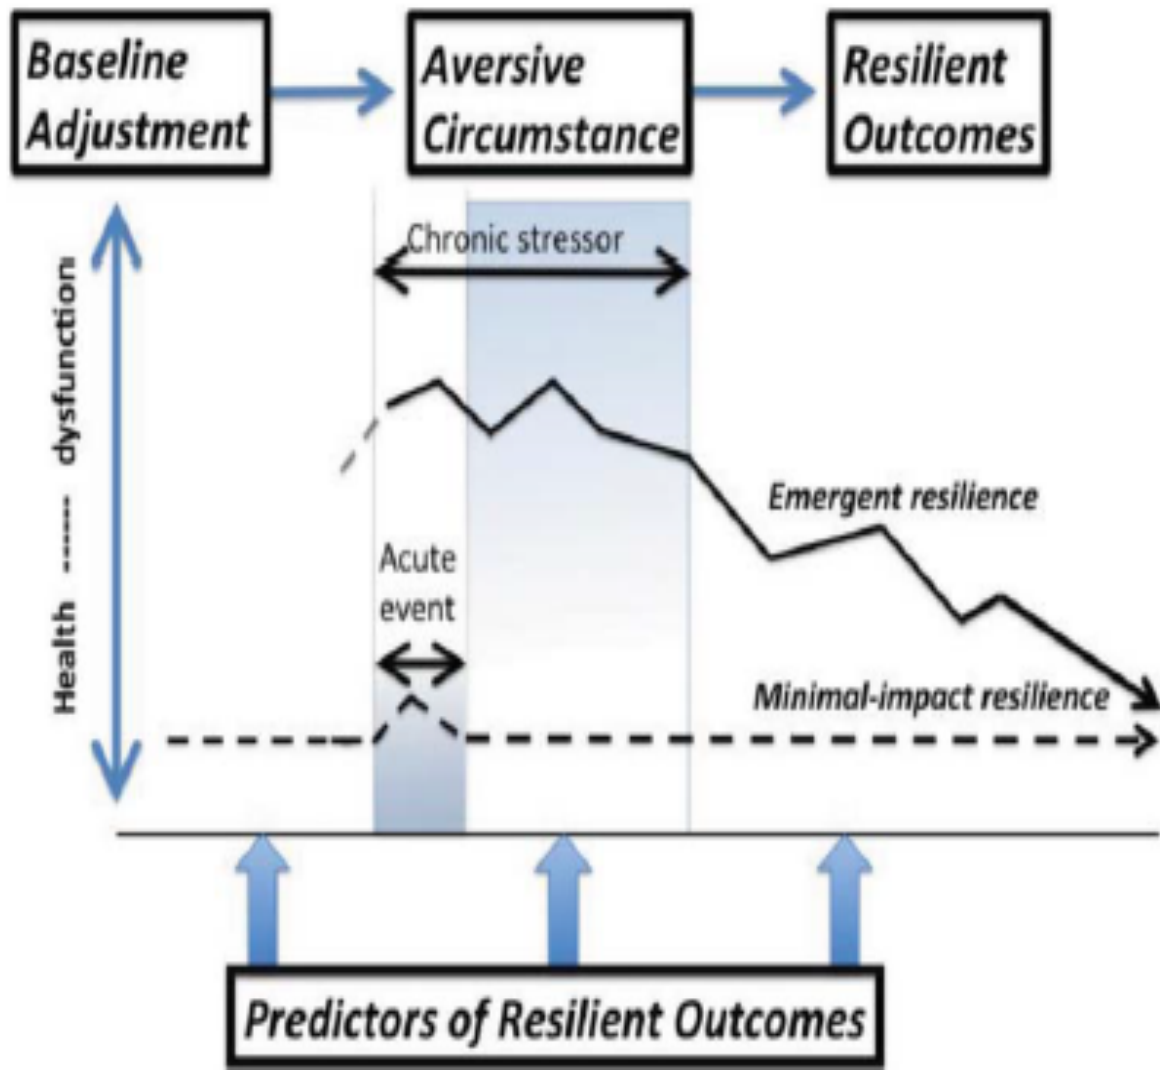 Baseline
Adjustment
Aversive
Circumstance
Resilient
Outcomes
Chronic stressor
Health ------- dysfunction
Emergent resilience
Acute
event
Minimal-impact resilience
Predictors of Resilient Outcomes